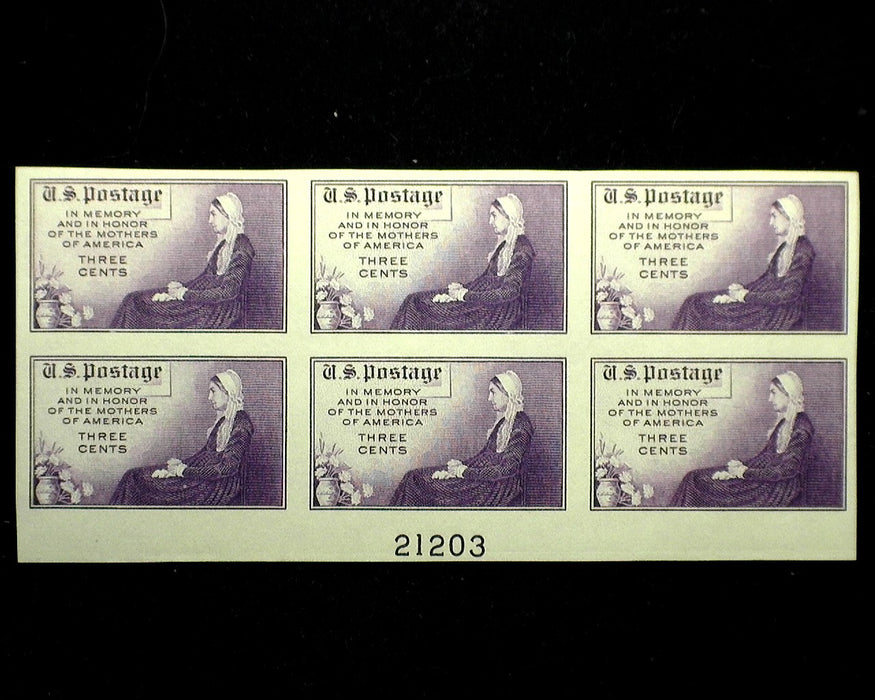 U.S. Postage
IN MEMORY
AND IN HONOR
OF THE MOTHERS
OF AMERICA
THREE
CENTS
U.S. Postage
IN MEMORY
AND IN HONOR
OF THE MOTHERS
OF AMERICA
THREE
CENTS
U.S. Postage
IN MEMORY
AND IN HONOR
OF THE MOTHERS
OF AMERICA
THREE
CENTS
U.S. Postage
IN MEMORY
AND IN HONOR
OF THE MOTHERS
OF AMERICA
THREE
CENTS
U.S. Postage
IN MEMORY
AND IN HONOR
OF THE MOTHERS
OF AMERICA
THREE
CENTS
U.S. Postage
IN MEMORY
AND IN HONOR
OF THE MOTHERS
OF AMERICA
THREE
CENTS
21203